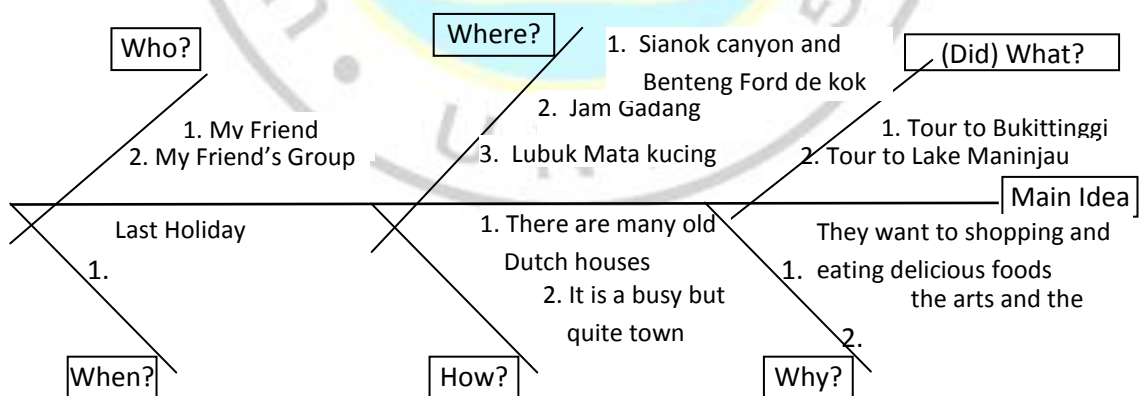 Who?
1. My Friend
2. My Friend's Group
Where?
1. Sianok canyon and
Benteng Ford de kok
2. Jam Gadang
3. Lubuk Mata kucing
(Did) What?
1. Tour to Bukittinggi
2. Tour to Lake Maninjau
Main Idea
Last Holiday
1.
When?
1. There are many old
Dutch houses
2. It is a busy but
quite town
How?
They want to shopping and
1. eating delicious foods
the arts and the
2.
Why?
U N